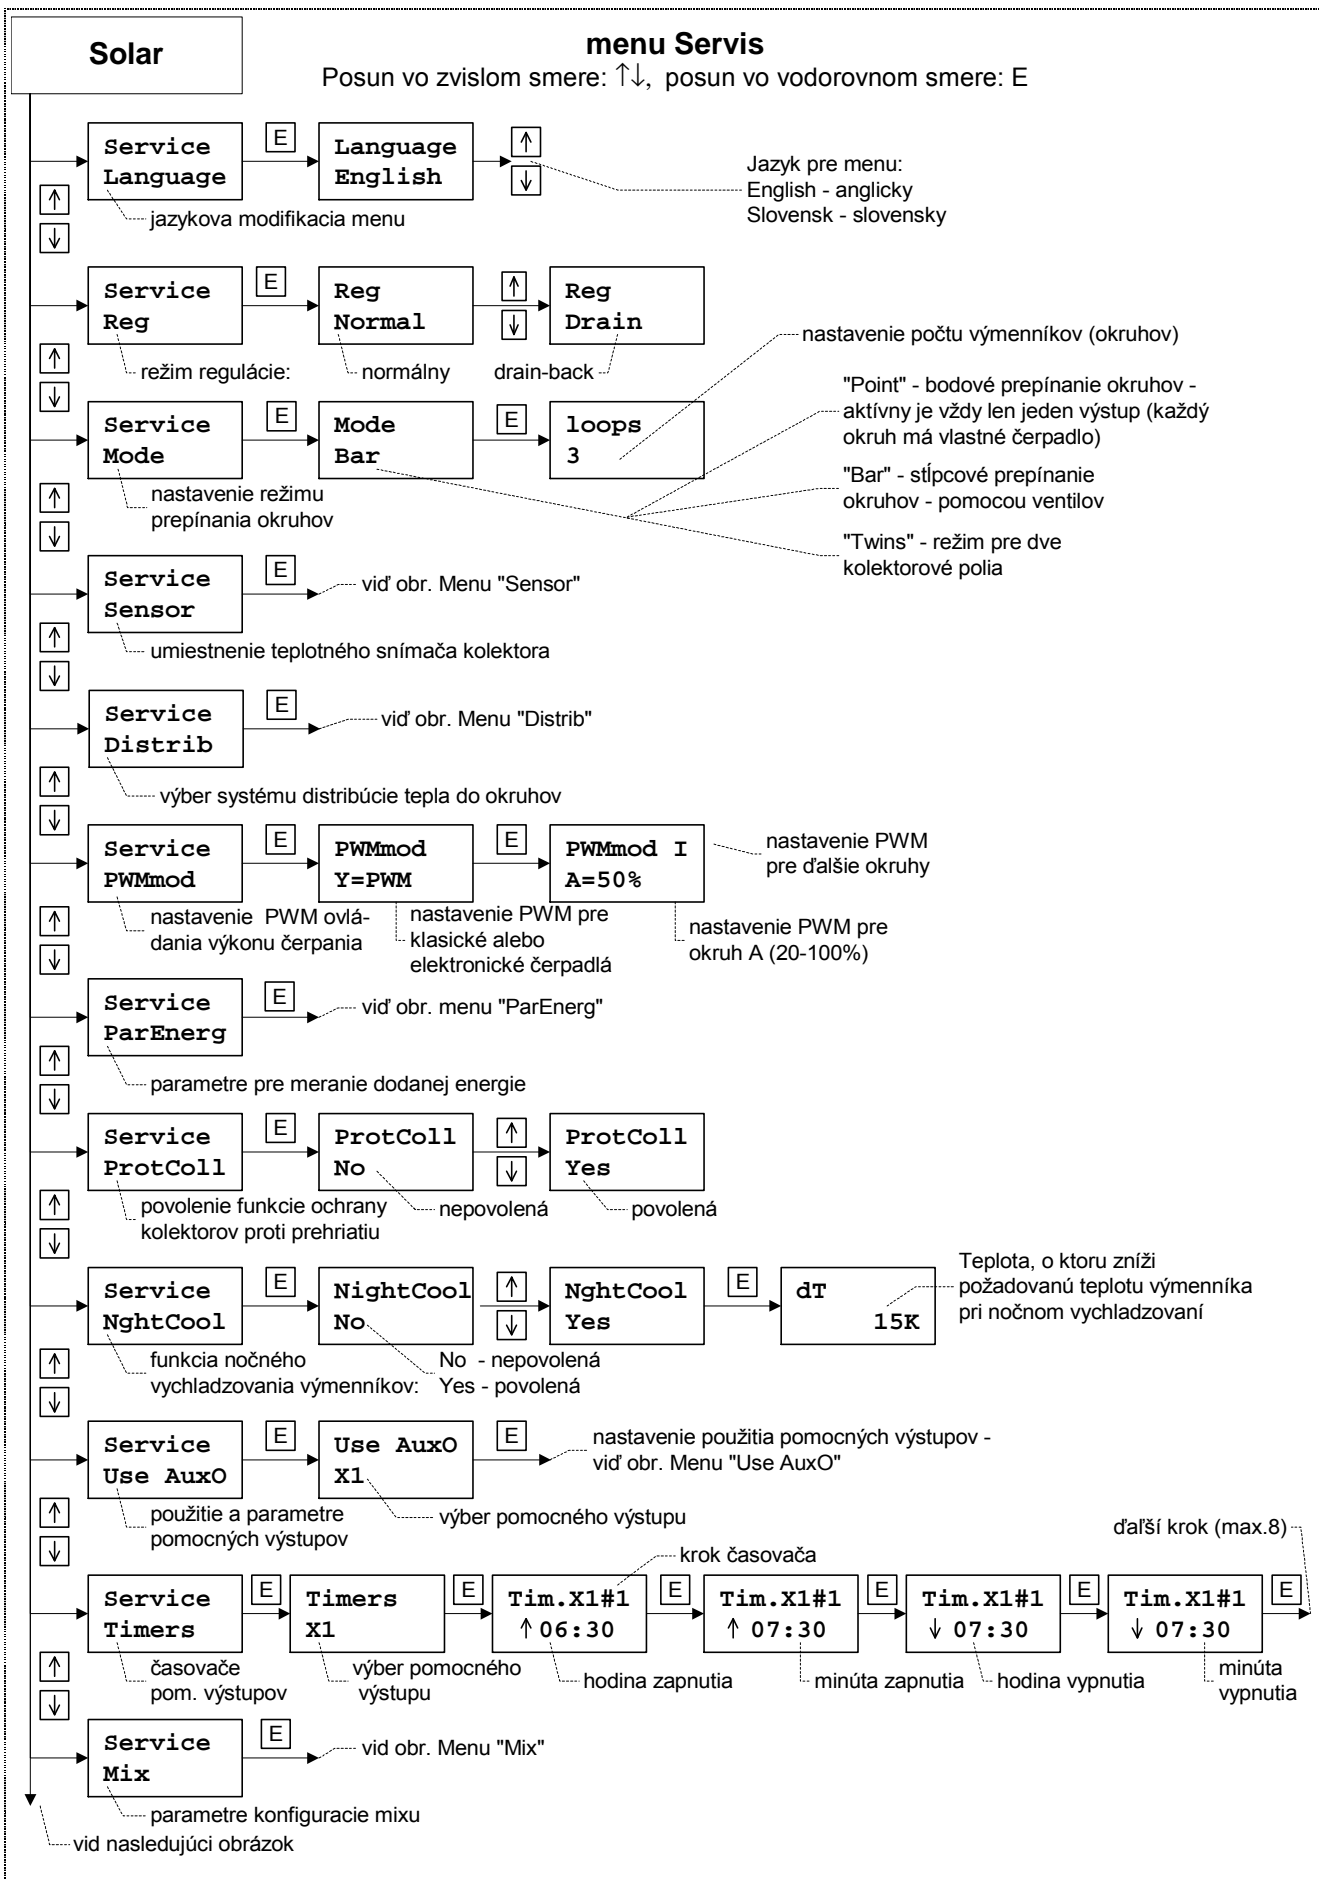 Solar
menu Servis
Posun vo zvislom smere: ↑↓, posun vo vodorovnom smere: E
Service
Language
E
Language
English
↑
↓
Jazyk pre menu:
English - anglicky
Slovensk - slovensky
jazykova modifikacia menu
↑
↓
Service
Reg
E
Reg
Normal
↑
↓
Reg
Drain
režim regulácie:
normálny
drain-back
nastavenie počtu výmenníkov (okruhov)
↑
↓
Service
Mode
E
Mode
Bar
E
loops
3
"Point" - bodové prepínanie okruhov -
aktívny je vždy len jeden výstup (každý
okruh má vlastné čerpadlo)
"Bar" - stĺpcové prepínanie
okruhov - pomocou ventilov
"Twins" - režim pre dve
kolektorové polia
nastavenie režimu
prepínania okruhov
↑
↓
Service
Sensor
E
viď obr. Menu "Sensor"
umiestnenie teplotného snímača kolektora
↑
↓
Service
Distrib
E
viď obr. Menu "Distrib"
výber systému distribúcie tepla do okruhov
↑
↓
Service
PWMmod
E
PWMmod
Y=PWM
E
PWMmod I
A=50%
nastavenie PWM
pre ďalšie okruhy
nastavenie PWM ovlá-
dania výkonu čerpania
nastavenie PWM pre
klasické alebo
elektronické čerpadlá
nastavenie PWM pre
okruh A (20-100%)
↑
↓
Service
ParEnerg
E
viď obr. menu "ParEnerg"
parametre pre meranie dodanej energie
↑
↓
Service
ProtColl
E
ProtColl
No
↑
↓
ProtColl
Yes
povolenie funkcie ochrany
kolektorov proti prehriatiu
nepovolená
povolená
↑
↓
Service
NghtCool
E
NightCool
No
↑
↓
NghtCool
Yes
E
dT
15K
Teplota, o ktoru zníži
požadovanú teplotu výmenníka
pri nočnom vychladzovaní
funkcia nočného
vychladzovania výmenníkov:
No - nepovolená
Yes - povolená
↑
↓
Service
Use AuxO
E
Use AuxO
X1
E
nastavenie použitia pomocných výstupov -
viď obr. Menu "Use AuxO"
použitie a parametre
pomocných výstupov
výber pomocného výstupu
↑
↓
krok časovača
ďaľší krok (max.8)
Service
Timers
E
Timers
X1
E
Tim.X1#1
↑ 06:30
E
Tim.X1#1
↑ 07:30
E
Tim.X1#1
↓ 07:30
E
Tim.X1#1
↓ 07:30
E
časovače
pom. výstupov
výber pomocného
výstupu
hodina zapnutia
minúta zapnutia
hodina vypnutia
minúta
vypnutia
↑
↓
Service
Mix
E
vid obr. Menu "Mix"
parametre konfiguracie mixu
vid nasledujúci obrázok